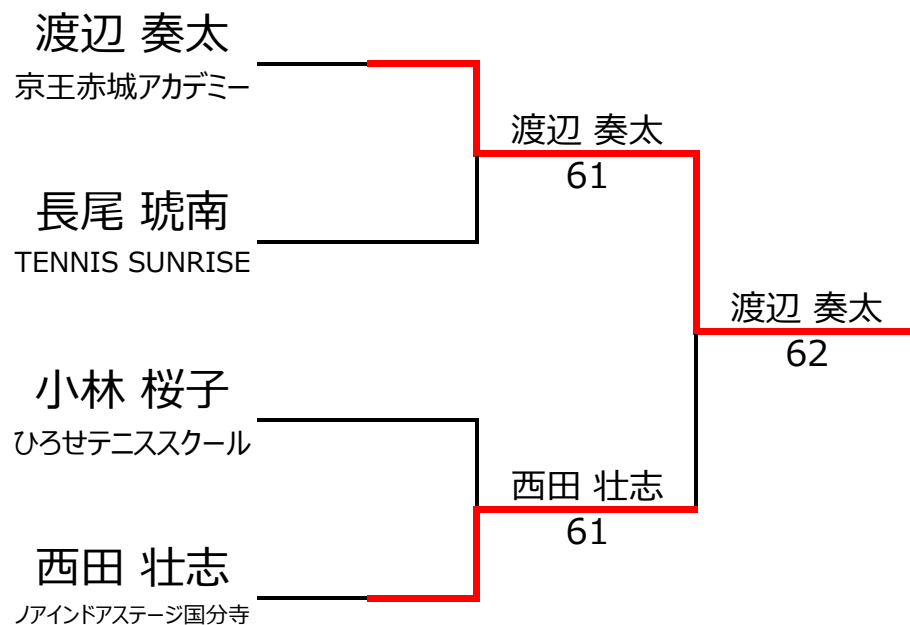 渡辺 奏太
京王赤城アカデミー
長尾 琥南
TENNIS SUNRISE
小林 桜子
ひろせテニススクール
西田 壮志
ノアインドアステージ国分寺
渡辺 奏太
61
西田 壮志
61
渡辺 奏太
62